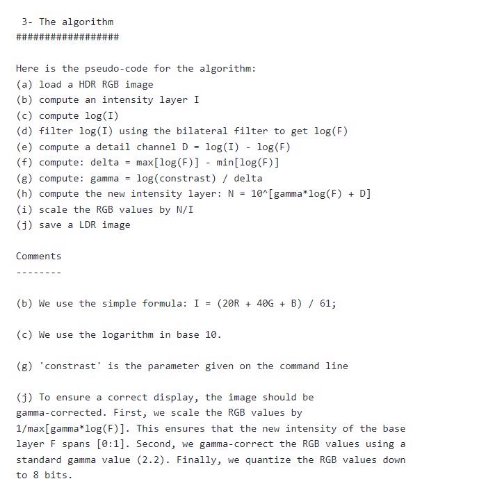 3- The algorithm
##################
Here is the pseudo-code for the algorithm:
(a) load a HDR RGB image
(b) compute an intensity layer I
(c) compute log(I)
(d) filter log(I) using the bilateral filter to get log(F)
(e) compute a detail channel D = log(I) - log(F)
(f) compute: delta = max[log(F)] - min[log(F)]
(g) compute: gamma = log(constrast) / delta
(h) compute the new intensity layer: N = 10^[gamma*log(F) + D]
(i) scale the RGB values by N/I
(j) save a LDR image
Comments
--------
(b) We use the simple formula: I = (20R + 40G + B) / 61;
(c) We use the logarithm in base 10.
(g) 'constrast' is the parameter given on the command line
(j) To ensure a correct display, the image should be
gamma-corrected. First, we scale the RGB values by
1/max[gamma*log(F)]. This ensures that the new intensity of the base
layer F spans [0:1]. Second, we gamma-correct the RGB values using a
standard gamma value (2.2). Finally, we quantize the RGB values down
to 8 bits.